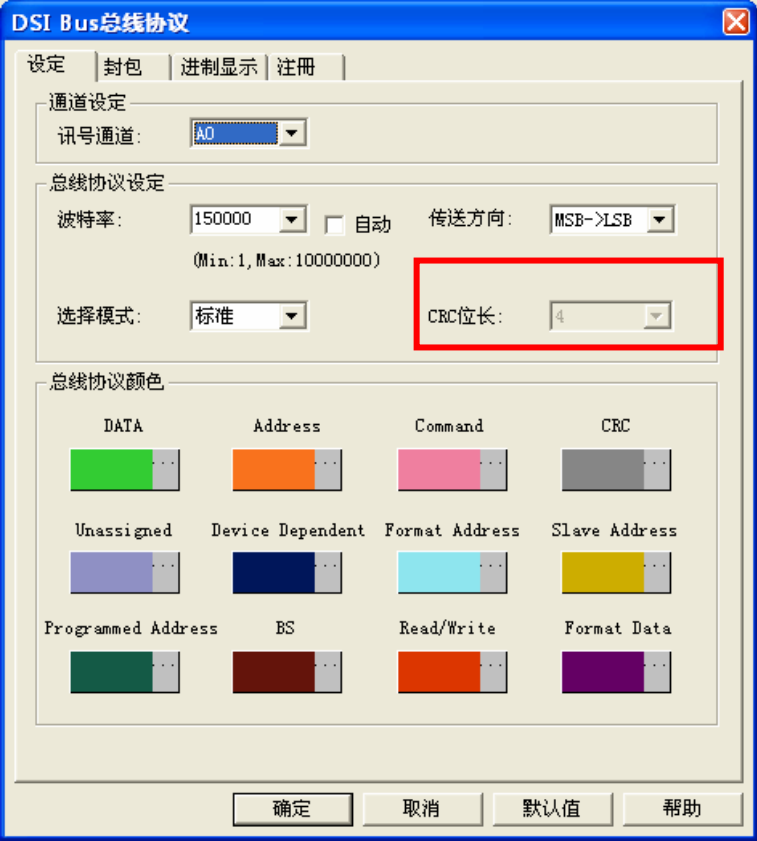 DSI Bus总线协议
设定 封包 进制显示 注冊
通道设定
讯号通道: A0
总线协议设定
波特率: 150000 自动 传送方向: MSB->LSB
(Min:1,Max:10000000)
选择模式: 标准 CRC位长: 4
总线协议颜色
DATA Address Command CRC
... ... ... ...
Unassigned Device Dependent Format Address Slave Address
... ... ... ...
Programmed Address BS Read/Write Format Data
... ... ... ...
确定 取消 默认值 帮助